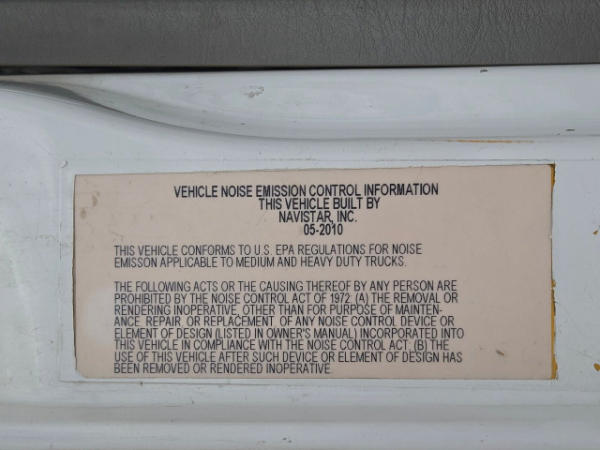 VEHICLE NOISE EMISSION CONTROL INFORMATION
THIS VEHICLE BUILT BY
NAVISTAR, INC.
05-2010
THIS VEHICLE CONFORMS TO U.S. EPA REGULATIONS FOR NOISE
EMISSON APPLICABLE TO MEDIUM AND HEAVY DUTY TRUCKS.
THE FOLLOWING ACTS OR THE CAUSING THEREOF BY ANY PERSON ARE
PROHIBITED BY THE NOISE CONTROL ACT OF 1972: (A) THE REMOVAL OR
RENDERING INOPERATIVE, OTHER THAN FOR PURPOSE OF MAINTEN-
ANCE, REPAIR, OR REPLACEMENT, OF ANY NOISE CONTROL DEVICE OR
ELEMENT OF DESIGN (LISTED IN OWNER'S MANUAL) INCORPORATED INTO
THIS VEHICLE IN COMPLIANCE WITH THE NOISE CONTROL ACT; (B) THE
USE OF THIS VEHICLE AFTER SUCH DEVICE OR ELEMENT OF DESIGN HAS
BEEN REMOVED OR RENDERED INOPERATIVE.